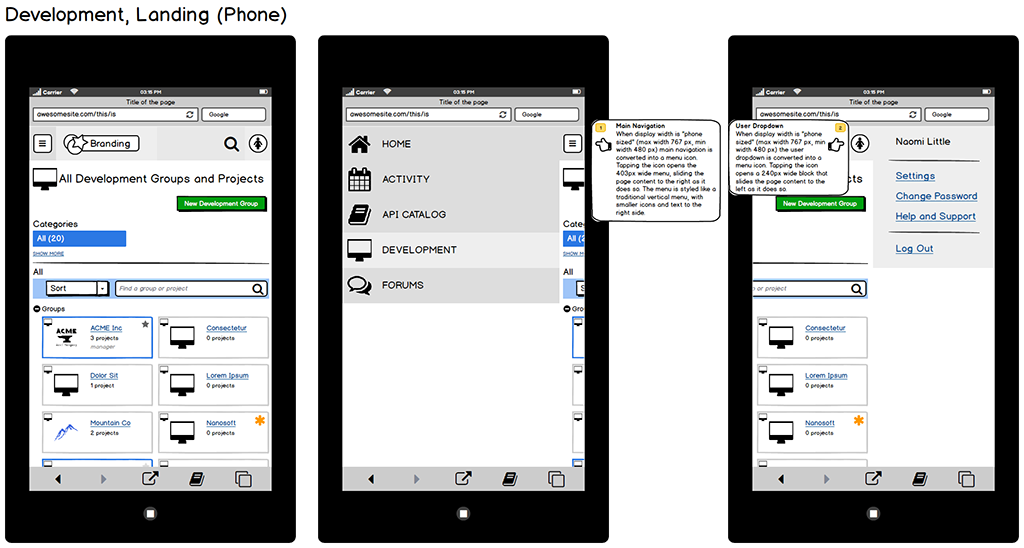 Development, Landing (Phone)
Carrier
03:15 PM
Title of the page
awesomesite.com/this/is
Google
Branding
All Development Groups and Projects
New Development Group
Categories
All (20)
SHOW MORE
All
Sort
Find a group or project
Groups
ACME
ACME Inc
3 projects
manager
Consectetur
0 projects
Dolor Sit
1 project
Lorem Ipsum
0 projects
Mountain Co
2 projects
Nanosoft
0 projects
Carrier
03:15 PM
Title of the page
awesomesite.com/this/is
Google
HOME
ACTIVITY
API CATALOG
DEVELOPMENT
FORUMS
Categories
All (2
SHOW M
All
S
Groups
1
Main Navigation
When display width is "phone
sized" (max width 767 px, min
width 480 px) main navigation is
converted into a menu icon.
Tapping the icon opens the
403px wide menu, sliding the
page content to the right as it
does so. The menu is styled like a
traditional vertical menu, with
smaller icons and text to the
right side.
User Dropdown
2
When display width is "phone
sized" (max width 767 px, min
width 480 px) the user
dropdown is converted into a
menu icon. Tapping the icon
opens a 240px wide block that
slides the page content to the
left as it does so.
Carrier
03:15 PM
Title of the page
awesomesite.com/this/is
Google
Naomi Little
Settings
Change Password
Help and Support
Log Out
jects
New Development Group
p or project
Consectetur
0 projects
Lorem Ipsum
0 projects
Nanosoft
0 projects